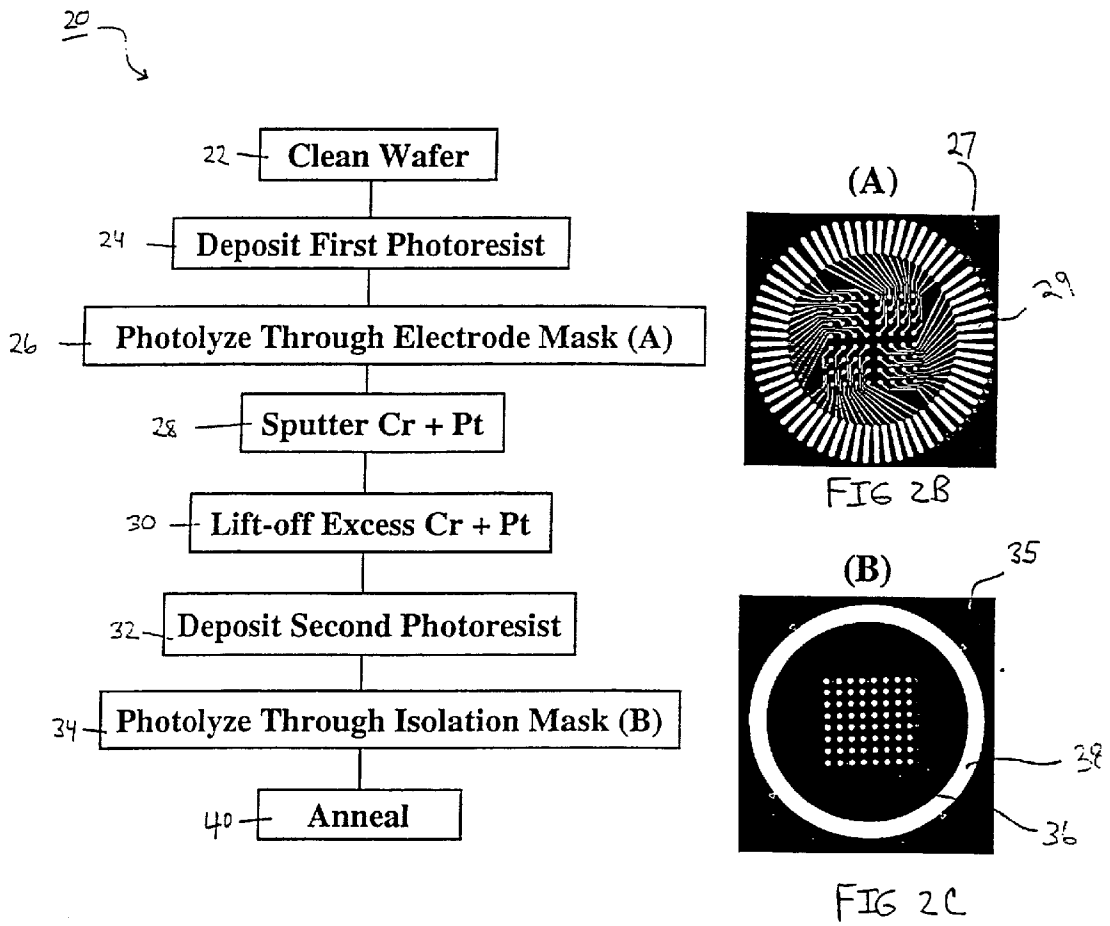 20
22 Clean Wafer
24 Deposit First Photoresist
26 Photolyze Through Electrode Mask (A)
28 Sputter Cr + Pt
30 Lift-off Excess Cr + Pt
32 Deposit Second Photoresist
34 Photolyze Through Isolation Mask (B)
40 Anneal
(A)
27
29
FIG 2B
(B)
35
38
36
FIG 2C